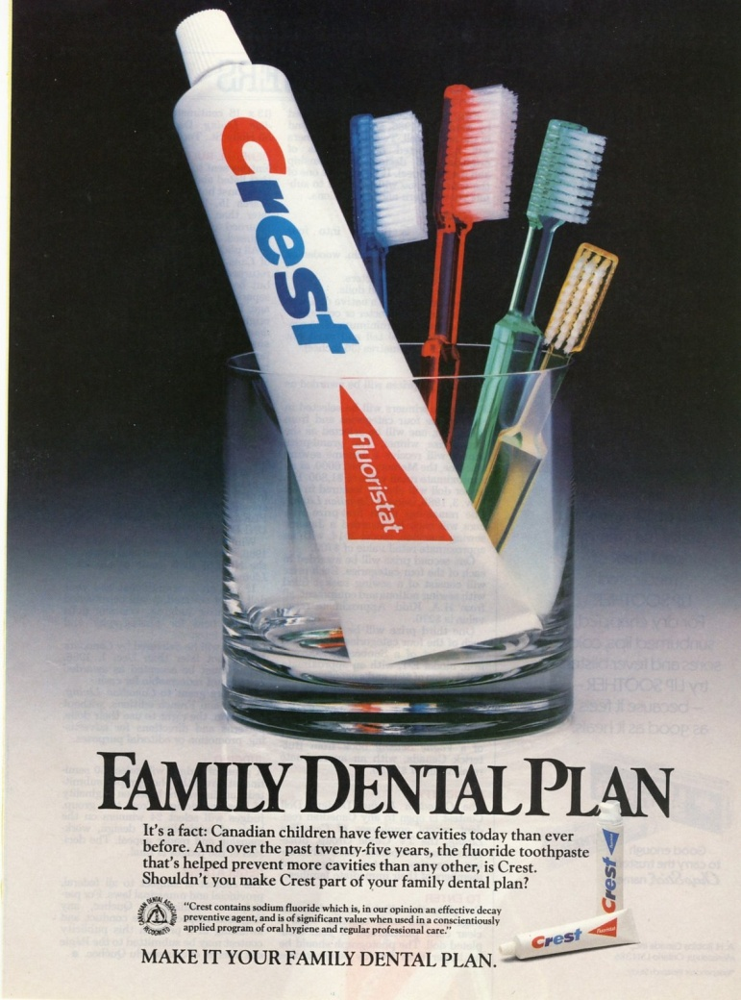 Crest
fluoristat
FAMILY DENTAL PLAN
It's a fact: Canadian children have fewer cavities today than ever
before. And over the past twenty-five years, the fluoride toothpaste
that's helped prevent more cavities than any other, is Crest.
Shouldn't you make Crest part of your family dental plan?
CANADIAN DENTAL ASSOCIATION
RECOGNIZED
"Crest contains sodium fluoride which is, in our opinion an effective decay
preventive agent, and is of significant value when used in a conscientiously
applied program of oral hygiene and regular professional care."
MAKE IT YOUR FAMILY DENTAL PLAN.
Crest
Crest